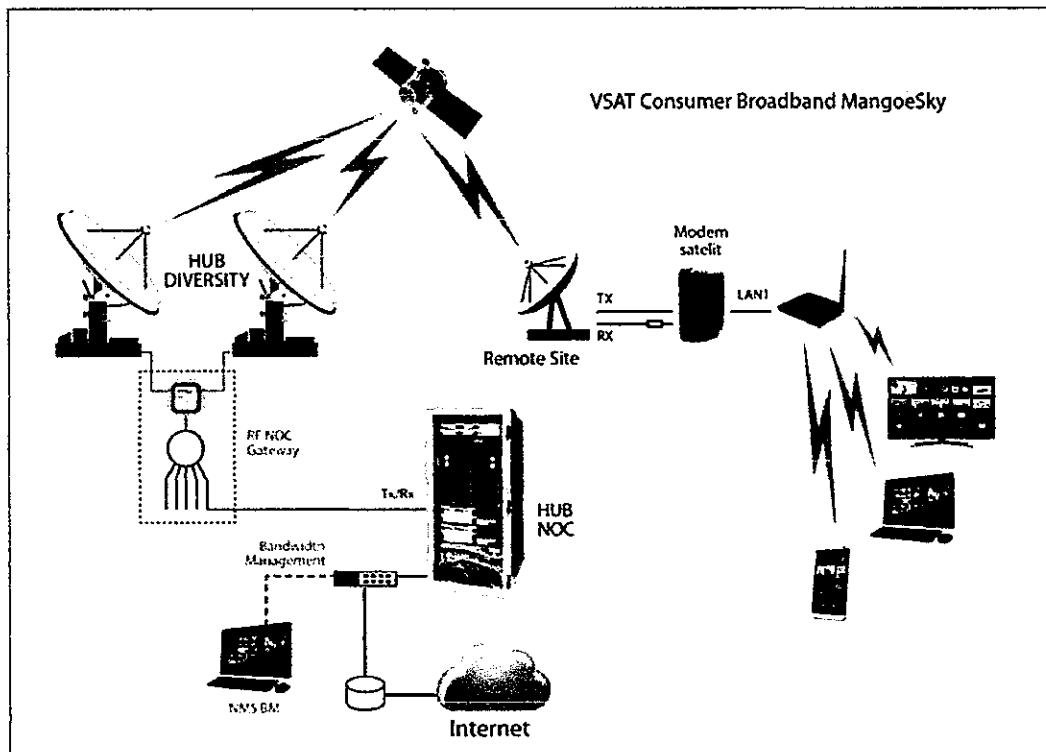 VSAT Consumer Broadband MangoeSky
HUB
DIVERSITY
Modem
satelit
TX
RX
LAN1
Remote Site
RF NOC
Gateway
Tx/Rx
HUB
NOC
Bandwidth
Management
NMS BM
Internet